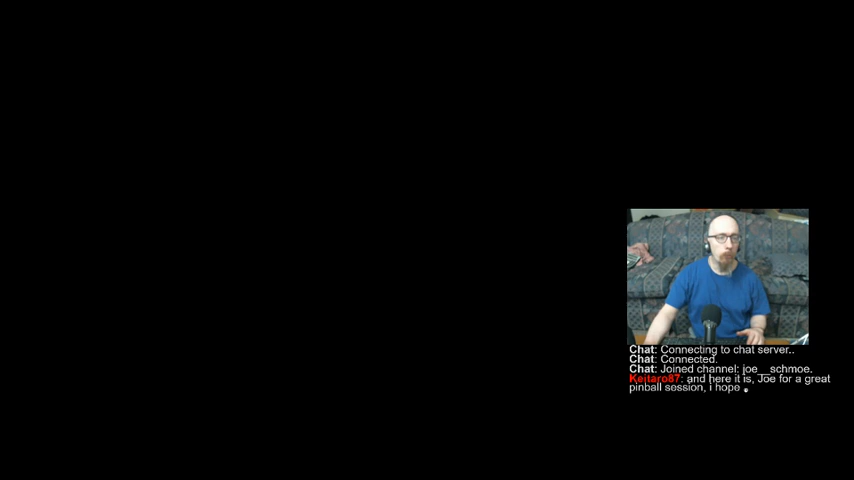 Chat: Connecting to chat server..
Chat: Connected.
Chat: Joined channel: joe__schmoe.
Keitaro87: and here it is, Joe for a great
pinball session, i hope